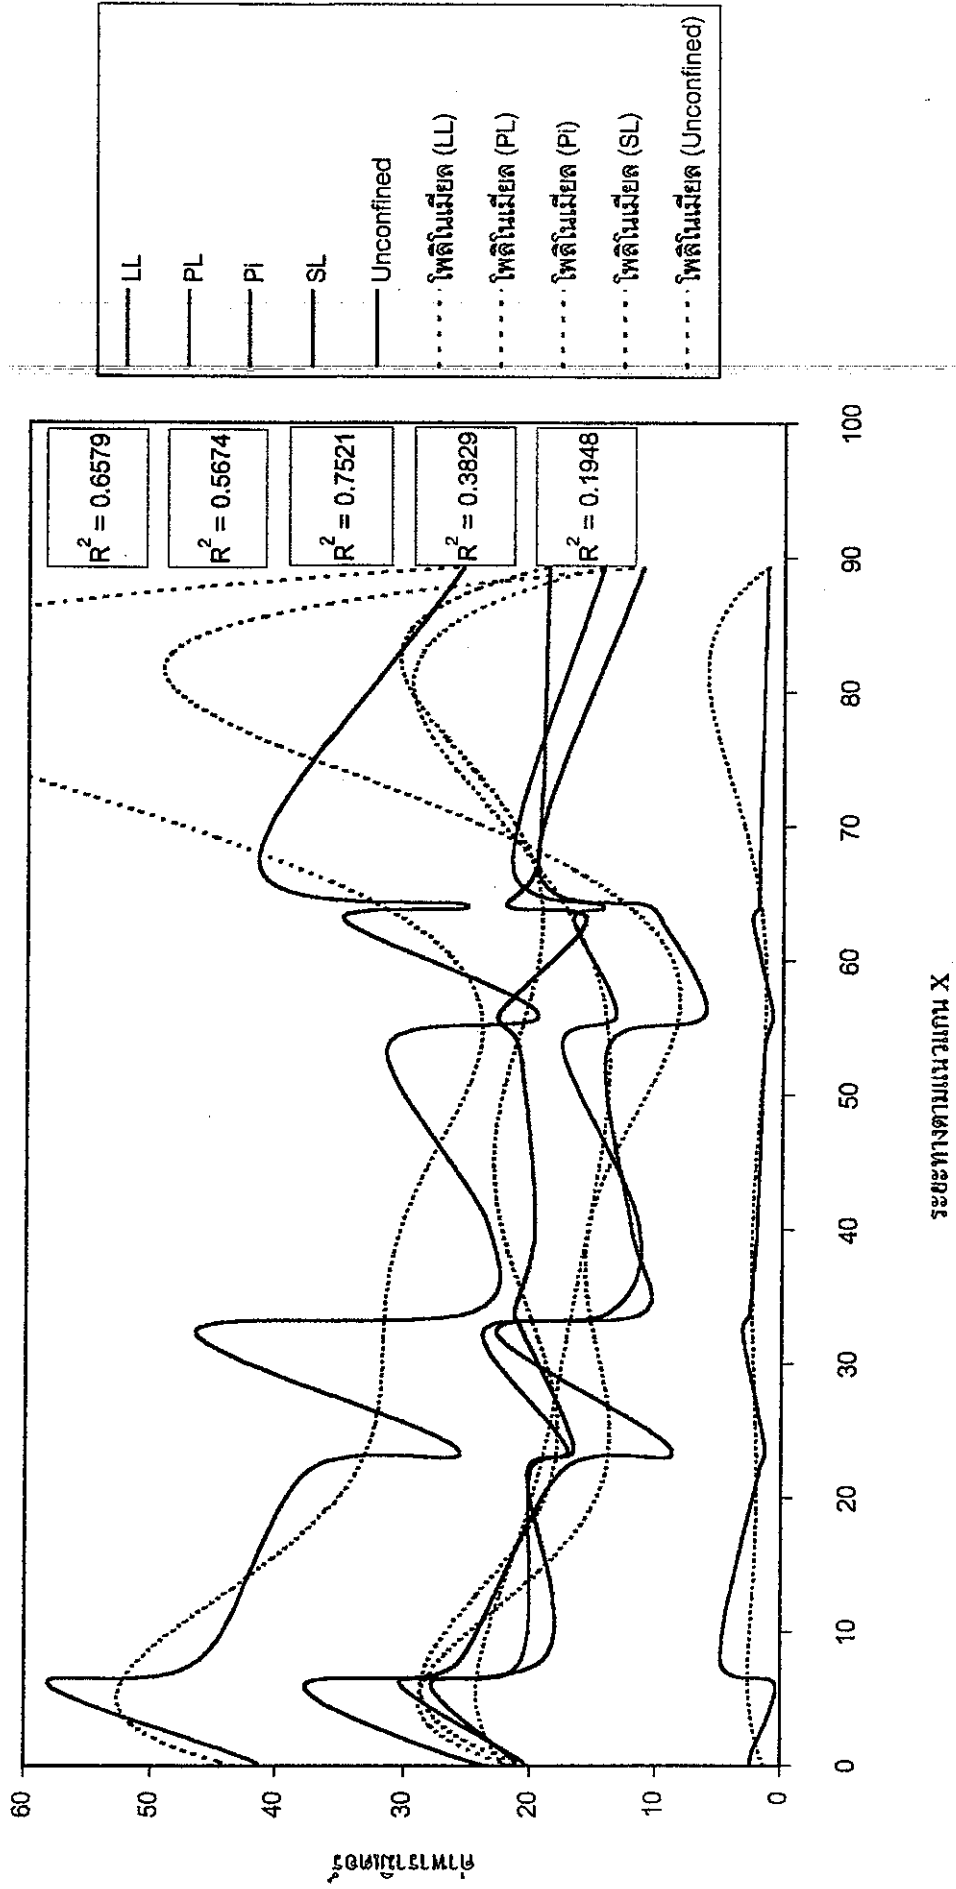 ค่าพารามิเตอร์ๆ
60
50
40
30
20
10
0
0
10
20
30
40
50
60
70
80
90
100
ระยะทางตามแนวแกน X
R² = 0.6579
R² = 0.5674
R² = 0.7521
R² = 0.3829
R² = 0.1948
LL
PL
Pi
SL
Unconfined
โพลิโนเมียล (LL)
โพลิโนเมียล (PL)
โพลิโนเมียล (Pi)
โพลิโนเมียล (SL)
โพลิโนเมียล (Unconfined)